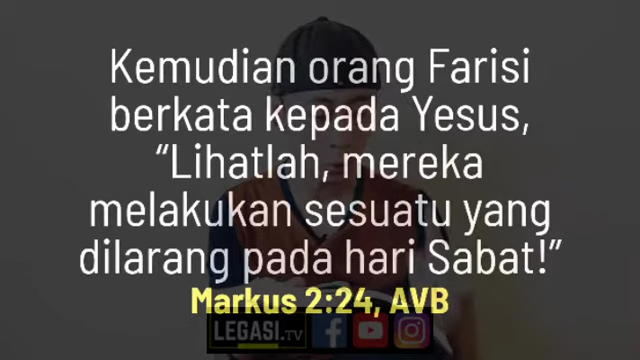 Kemudian orang Farisi
berkata kepada Yesus,
“Lihatlah, mereka
melakukan sesuatu yang
dilarang pada hari Sabat!”
Markus 2:24, AVB
LEGASI.TV